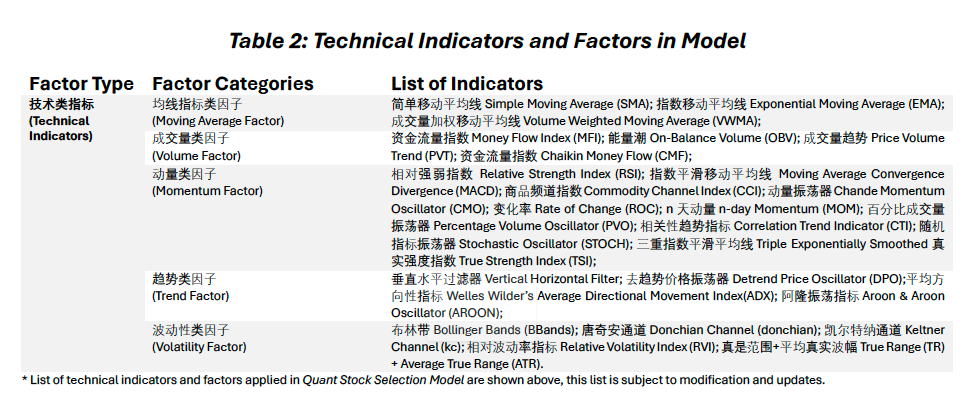 Table 2: Technical Indicators and Factors in Model
Factor Type Factor Categories List of Indicators
技术类指标 均线指标类因子 简单移动平均线 Simple Moving Average (SMA); 指数移动平均线 Exponential Moving Average (EMA);
(Technical (Moving Average Factor) 成交量加权移动平均线 Volume Weighted Moving Average (VWMA);
Indicators) 成交量类因子 资金流量指数 Money Flow Index (MFI); 能量潮 On-Balance Volume (OBV); 成交量趋势 Price Volume
(Volume Factor) Trend (PVT); 资金流量指数 Chaikin Money Flow (CMF);
动量类因子 相对强弱指数 Relative Strength Index (RSI); 指数平滑移动平均线 Moving Average Convergence
(Momentum Factor) Divergence (MACD); 商品频道指数 Commodity Channel Index (CCI); 动量振荡器 Chande Momentum
Oscillator (CMO); 变化率 Rate of Change (ROC); n 天动量 n-day Momentum (MOM); 百分比成交量
振荡器 Percentage Volume Oscillator (PVO); 相关性趋势指标 Correlation Trend Indicator (CTI); 随机
指标振荡器 Stochastic Oscillator (STOCH); 三重指数平滑平均线 Triple Exponentially Smoothed 真
实强度指数 True Strength Index (TSI);
趋势类因子 垂直水平过滤器 Vertical Horizontal Filter; 去趋势价格振荡器 Detrend Price Oscillator (DPO);平均方
(Trend Factor) 向性指标 Welles Wilder's Average Directional Movement Index(ADX); 阿隆振荡指标 Aroon & Aroon
Oscillator (AROON);
波动性类因子 布林带 Bollinger Bands (BBands); 唐奇安通道 Donchian Channel (donchian); 凯尔特纳通道 Keltner
(Volatility Factor) Channel (kc); 相对波动率指标 Relative Volatility Index (RVI); 真是范围+平均真实波幅 True Range (TR)
+ Average True Range (ATR).
* List of technical indicators and factors applied in Quant Stock Selection Model are shown above, this list is subject to modification and updates.